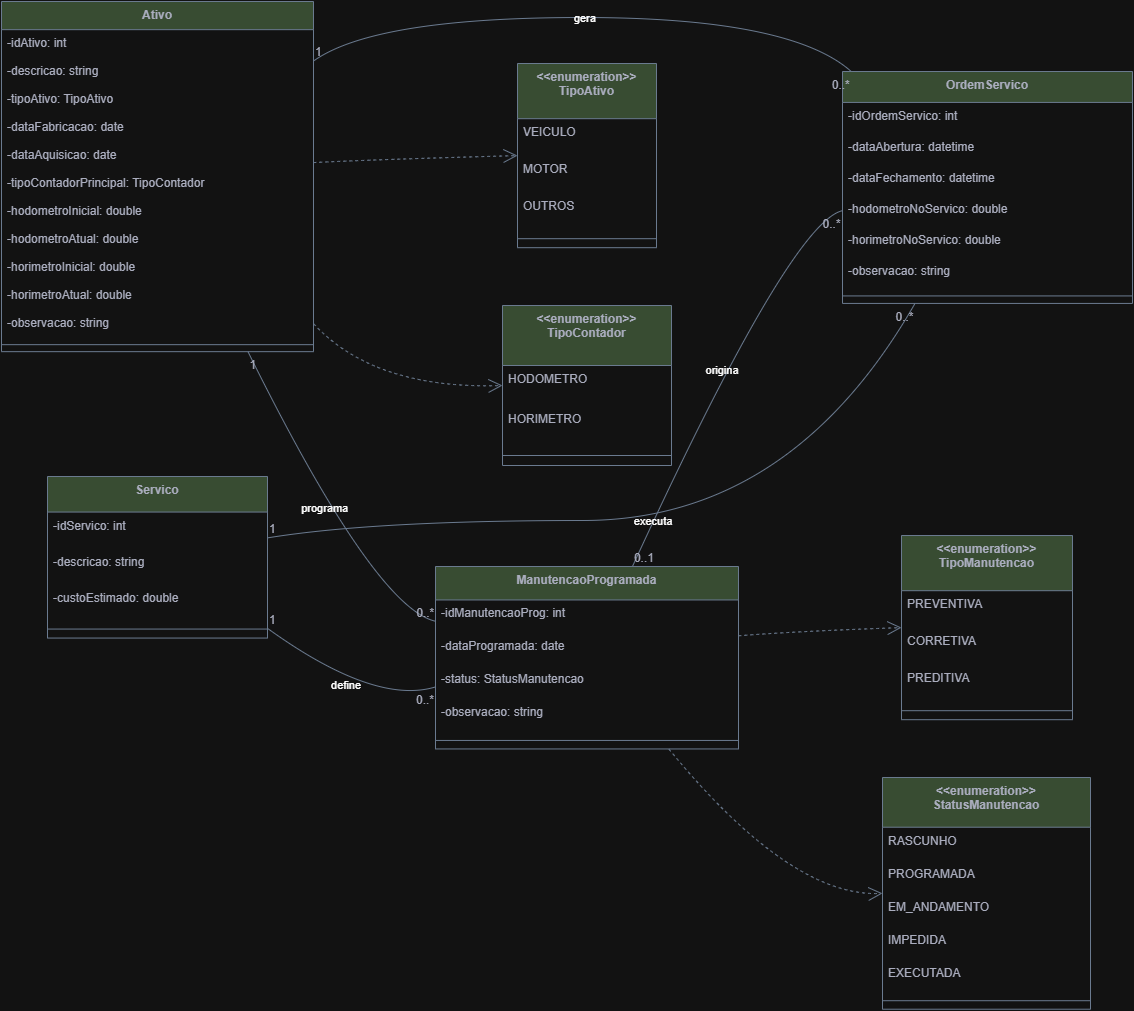 Ativo
-idAtivo: int
-descricao: string
-tipoAtivo: TipoAtivo
-dataFabricacao: date
-dataAquisicao: date
-tipoContadorPrincipal: TipoContador
-hodometroInicial: double
-hodometroAtual: double
-horimetroInicial: double
-horimetroAtual: double
-observacao: string
1
gera
0..*
<<enumeration>>
TipoAtivo
VEICULO
MOTOR
OUTROS
OrdemServico
-idOrdemServico: int
-dataAbertura: datetime
-dataFechamento: datetime
-hodometroNoServico: double
-horimetroNoServico: double
-observacao: string
0..*
0..*
<<enumeration>>
TipoContador
HODOMETRO
HORIMETRO
1
origina
programa
executa
0..1
Servico
-idServico: int
-descricao: string
-custoEstimado: double
1
1
define
0..*
0..*
ManutencaoProgramada
-idManutencaoProg: int
-dataProgramada: date
-status: StatusManutencao
-observacao: string
<<enumeration>>
TipoManutencao
PREVENTIVA
CORRETIVA
PREDITIVA
<<enumeration>>
StatusManutencao
RASCUNHO
PROGRAMADA
EM_ANDAMENTO
IMPEDIDA
EXECUTADA